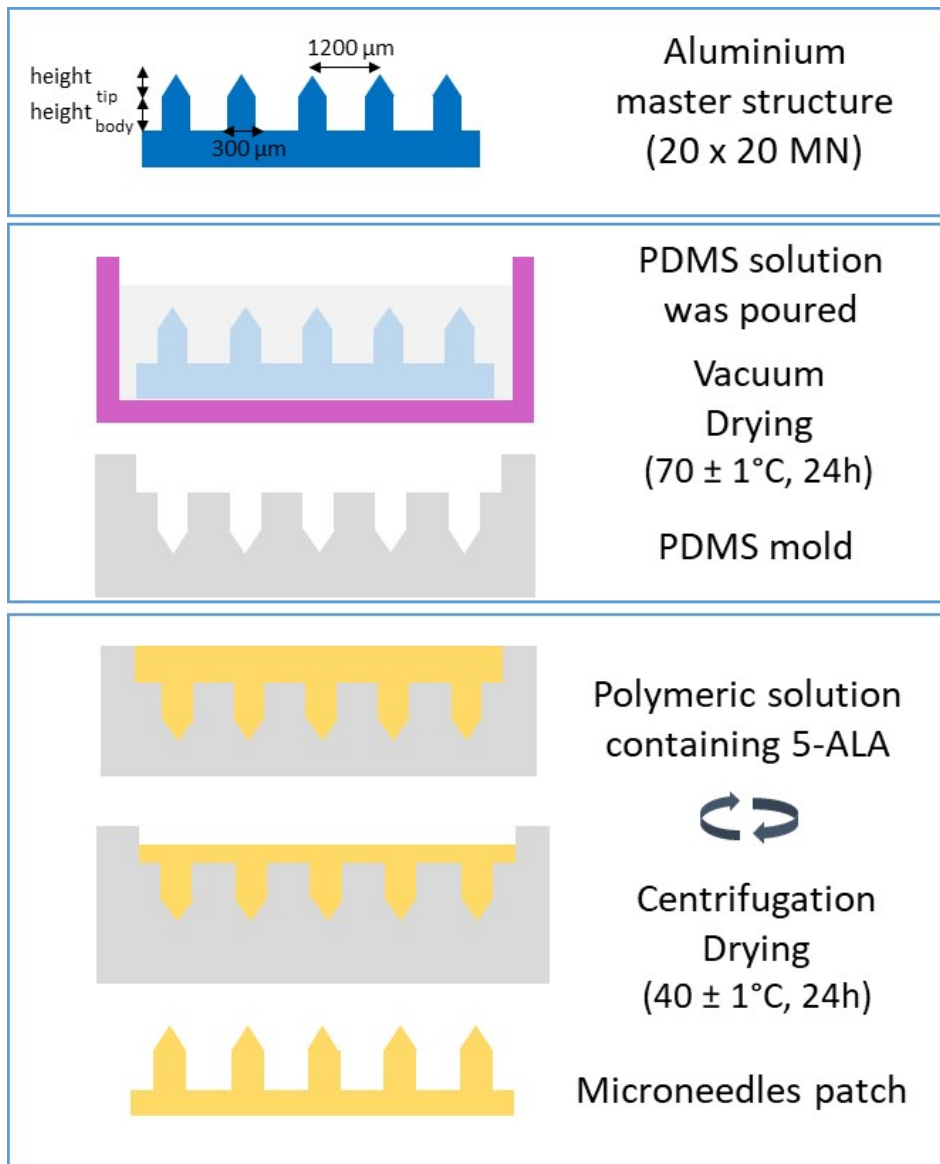 1200 µm
height tip
height body
300 µm
Aluminium
master structure
(20 x 20 MN)
PDMS solution
was poured
Vacuum
Drying
(70 ± 1°C, 24h)
PDMS mold
Polymeric solution
containing 5-ALA
Centrifugation
Drying
(40 ± 1°C, 24h)
Microneedles patch